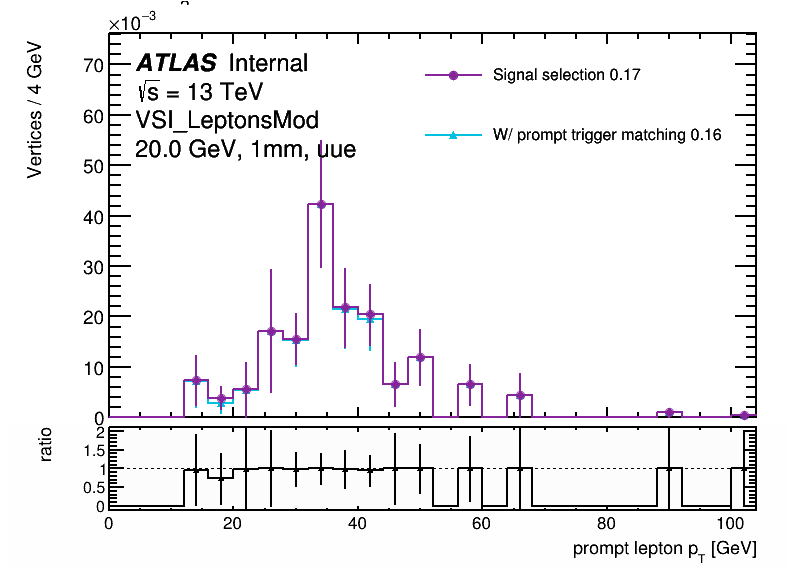 ×10⁻³
Vertices / 4 GeV
70
60
50
40
30
20
10
0
ATLAS Internal
√s = 13 TeV
VSI_LeptonsMod
20.0 GeV, 1mm, uue
Signal selection 0.17
W/ prompt trigger matching 0.16
ratio
2
1.5
1
0.5
0
0 20 40 60 80 100
prompt lepton p_T [GeV]